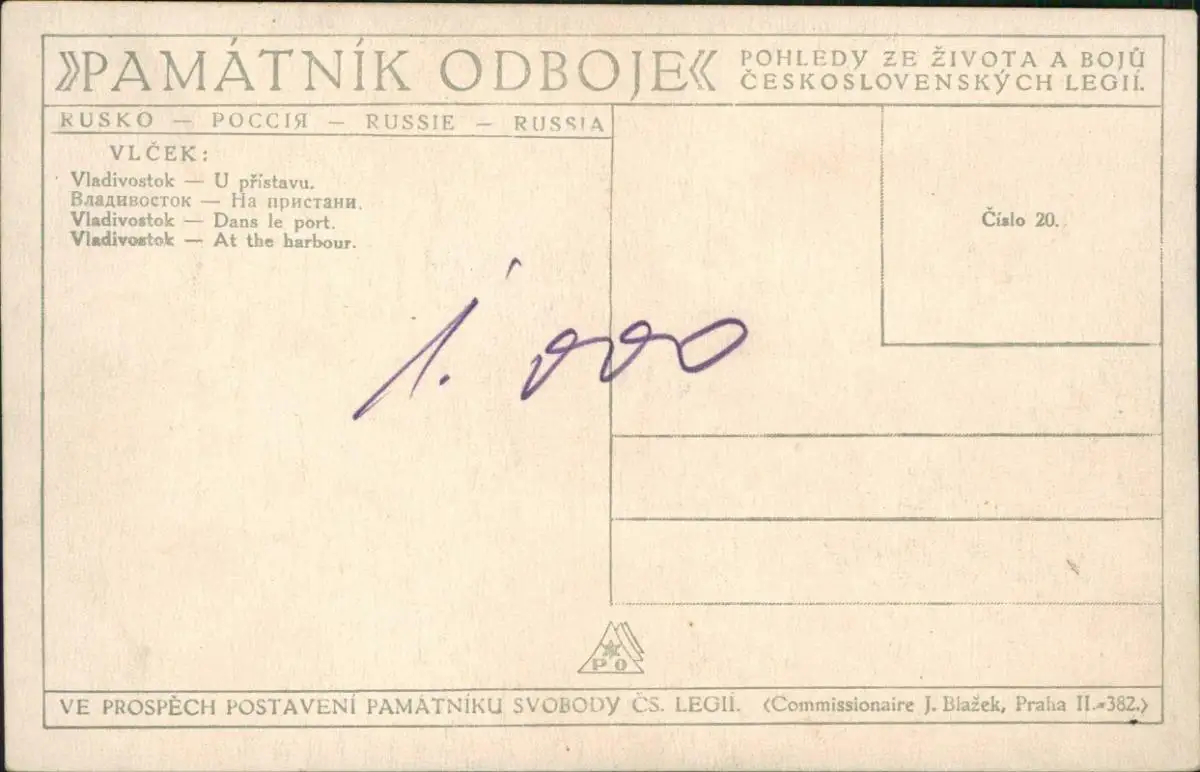 »PAMÁTNÍK ODBOJE«
POHLEDY ZE ŽIVOTA A BOJŮ
ČESKOSLOVENSKÝCH LEGIÍ.
RUSKO — РОССІЯ — RUSSIE — RUSSIA
VLČEK:
Vladivostok — U přístavu.
Владивосток — На пристани.
Vladivostok — Dans le port.
Vladivostok — At the harbour.
Číslo 20.
1. 000
PO
VE PROSPĚCH POSTAVENÍ PAMÁTNÍKU SVOBODY ČS. LEGIÍ. (Commissionaire J. Blažek, Praha II.-382.)